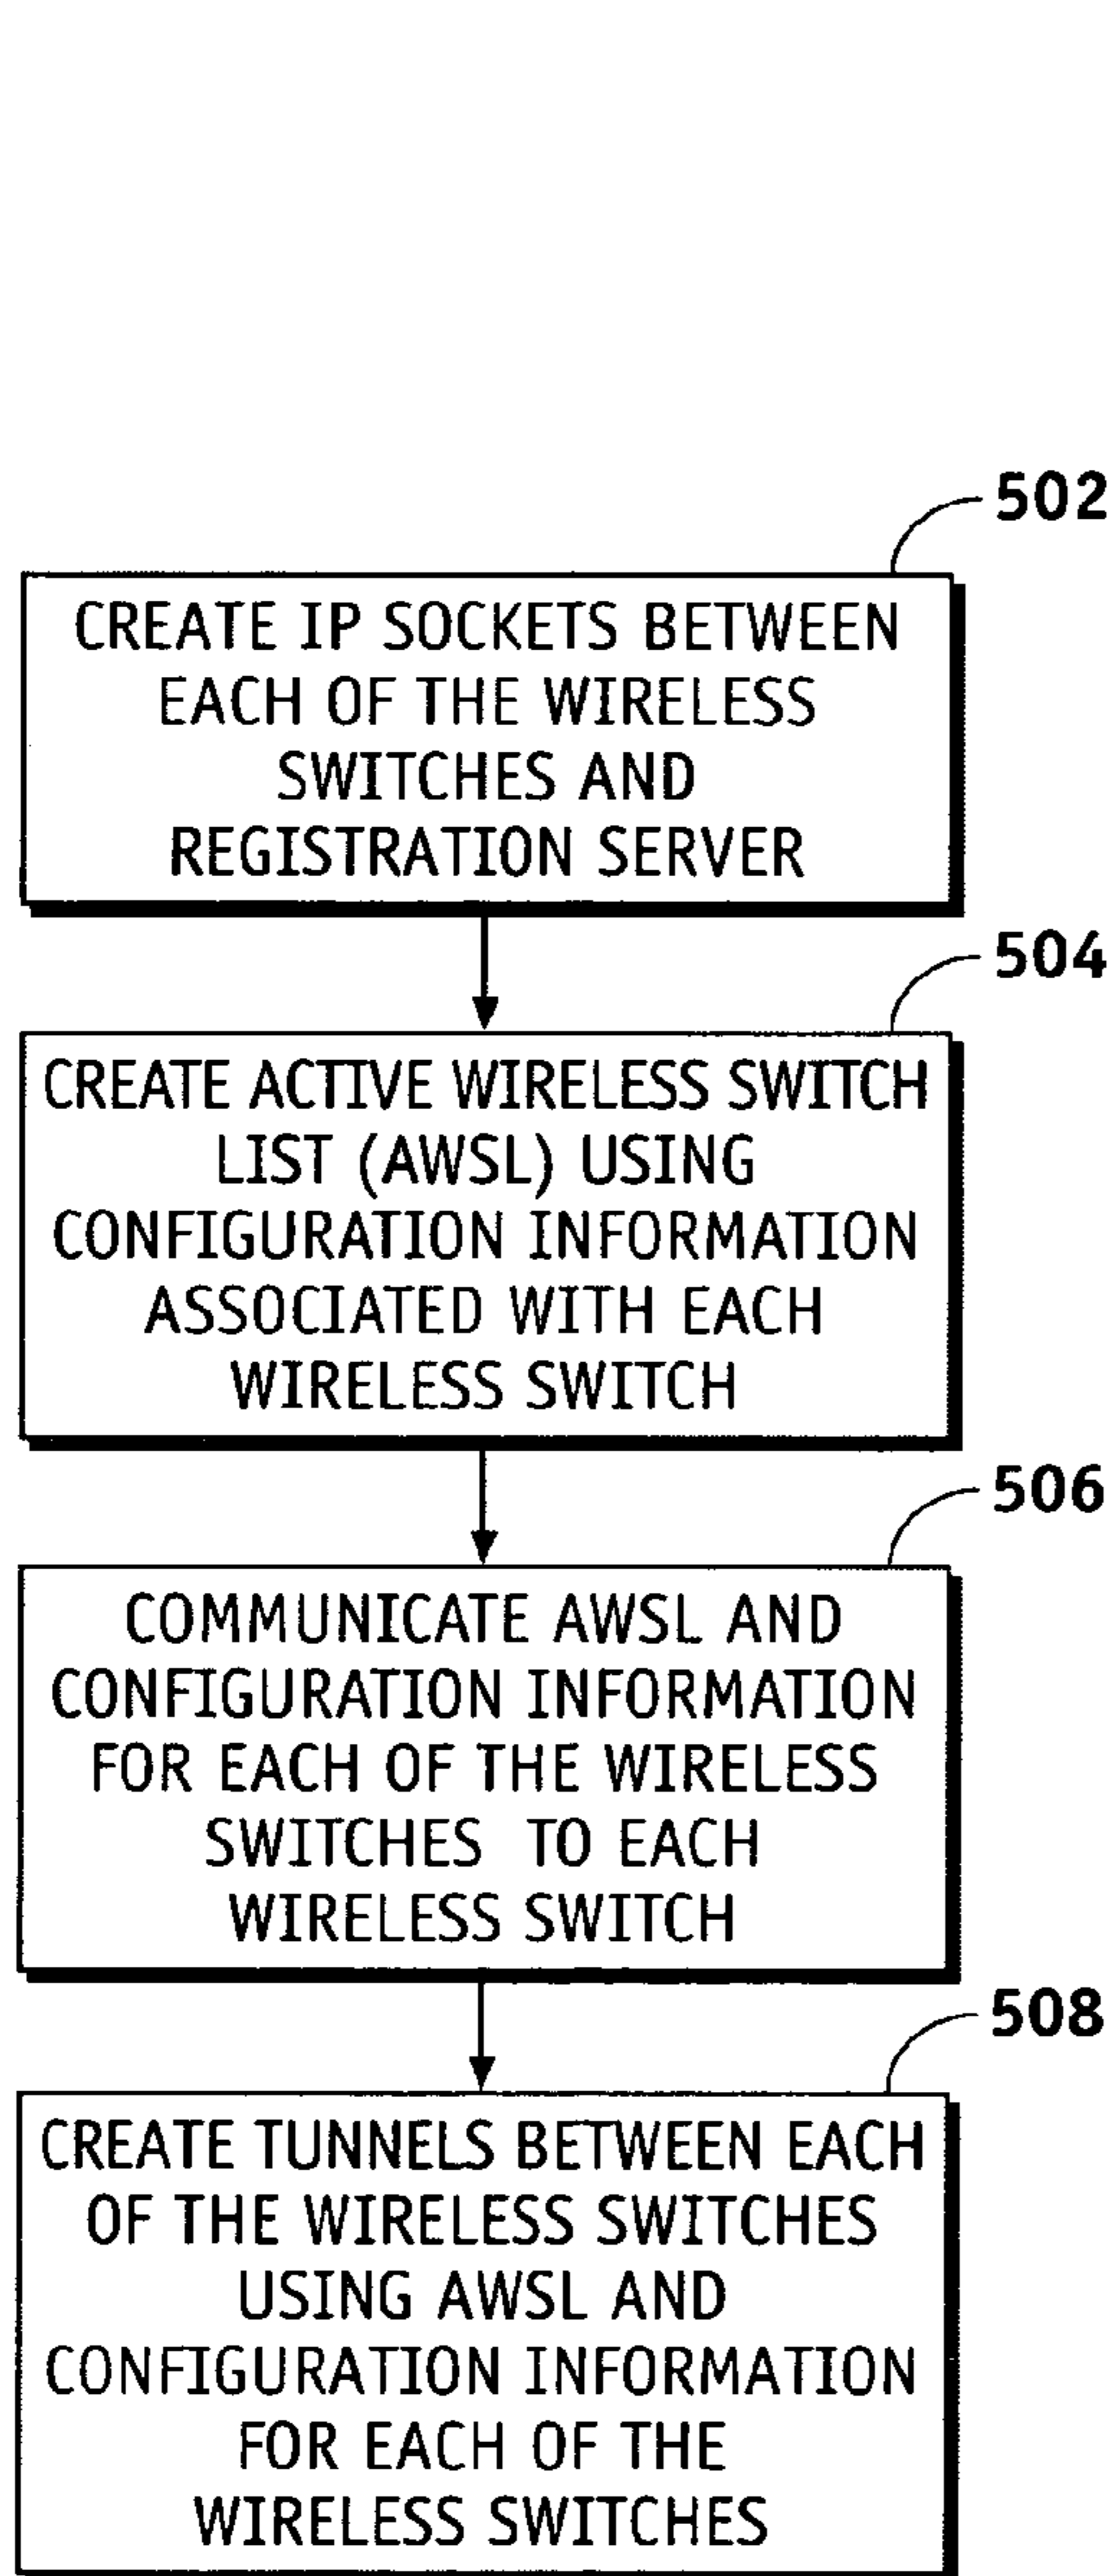 502
CREATE IP SOCKETS BETWEEN
EACH OF THE WIRELESS
SWITCHES AND
REGISTRATION SERVER
504
CREATE ACTIVE WIRELESS SWITCH
LIST (AWSL) USING
CONFIGURATION INFORMATION
ASSOCIATED WITH EACH
WIRELESS SWITCH
506
COMMUNICATE AWSL AND
CONFIGURATION INFORMATION
FOR EACH OF THE WIRELESS
SWITCHES TO EACH
WIRELESS SWITCH
508
CREATE TUNNELS BETWEEN EACH
OF THE WIRELESS SWITCHES
USING AWSL AND
CONFIGURATION INFORMATION
FOR EACH OF THE
WIRELESS SWITCHES